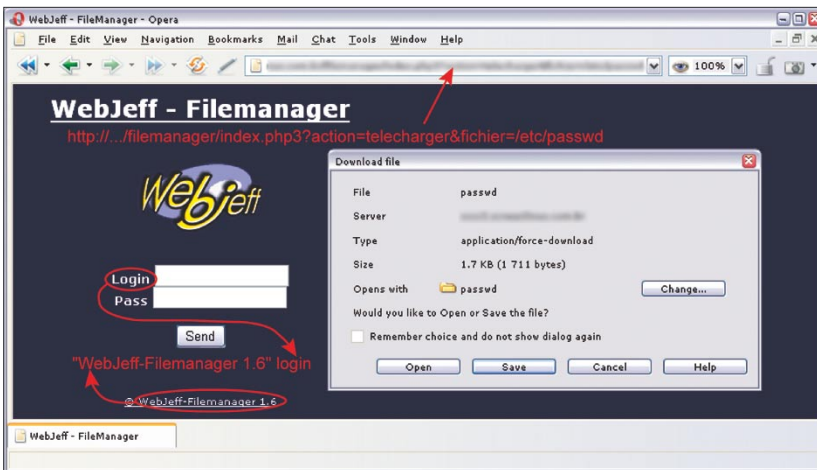 WebJeff - FileManager - Opera
File Edit View Navigation Bookmarks Mail Chat Tools Window Help
100%
WebJeff - Filemanager
http://.../filemanager/index.php3?action=telecharger&fichier=/etc/passwd
Webjeff
Download file
File passwd
Server
Type application/force-download
Size 1.7 KB (1 711 bytes)
Opens with passwd
Change...
Would you like to Open or Save the file?
Remember choice and do not show dialog again
Open Save Cancel Help
Login
Pass
Send
"WebJeff-Filemanager 1.6" login
© WebJeff-Filemanager 1.6
WebJeff - FileManager